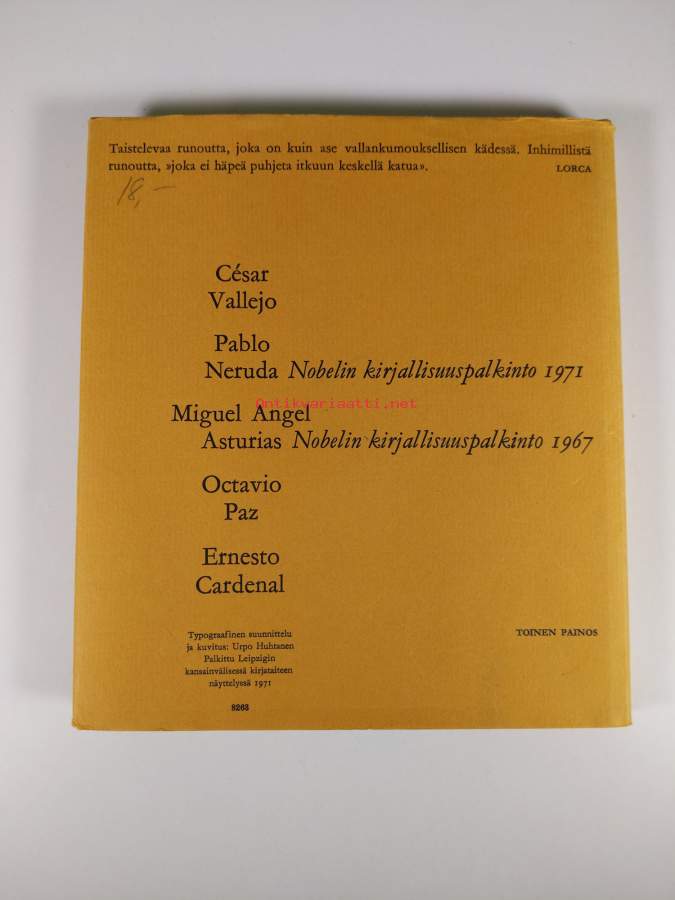 Taistelevaa runoutta, joka on kuin ase vallankumouksellisen kädessä. Inhimillistä
runoutta, »joka ei häpeä puhjeta itkuun keskellä katua». LORCA
18,—
César
Vallejo
Pablo
Neruda Nobelin kirjallisuuspalkinto 1971
Antikvariaatti.net
Miguel Angel
Asturias Nobelin kirjallisuuspalkinto 1967
Octavio
Paz
Ernesto
Cardenal
Typograafinen suunnittelu
ja kuvitus: Urpo Huhtanen
Palkittu Leipzigin
kansainvälisessä kirjataiteen
näyttelyssä 1971
TOINEN PAINOS
8263